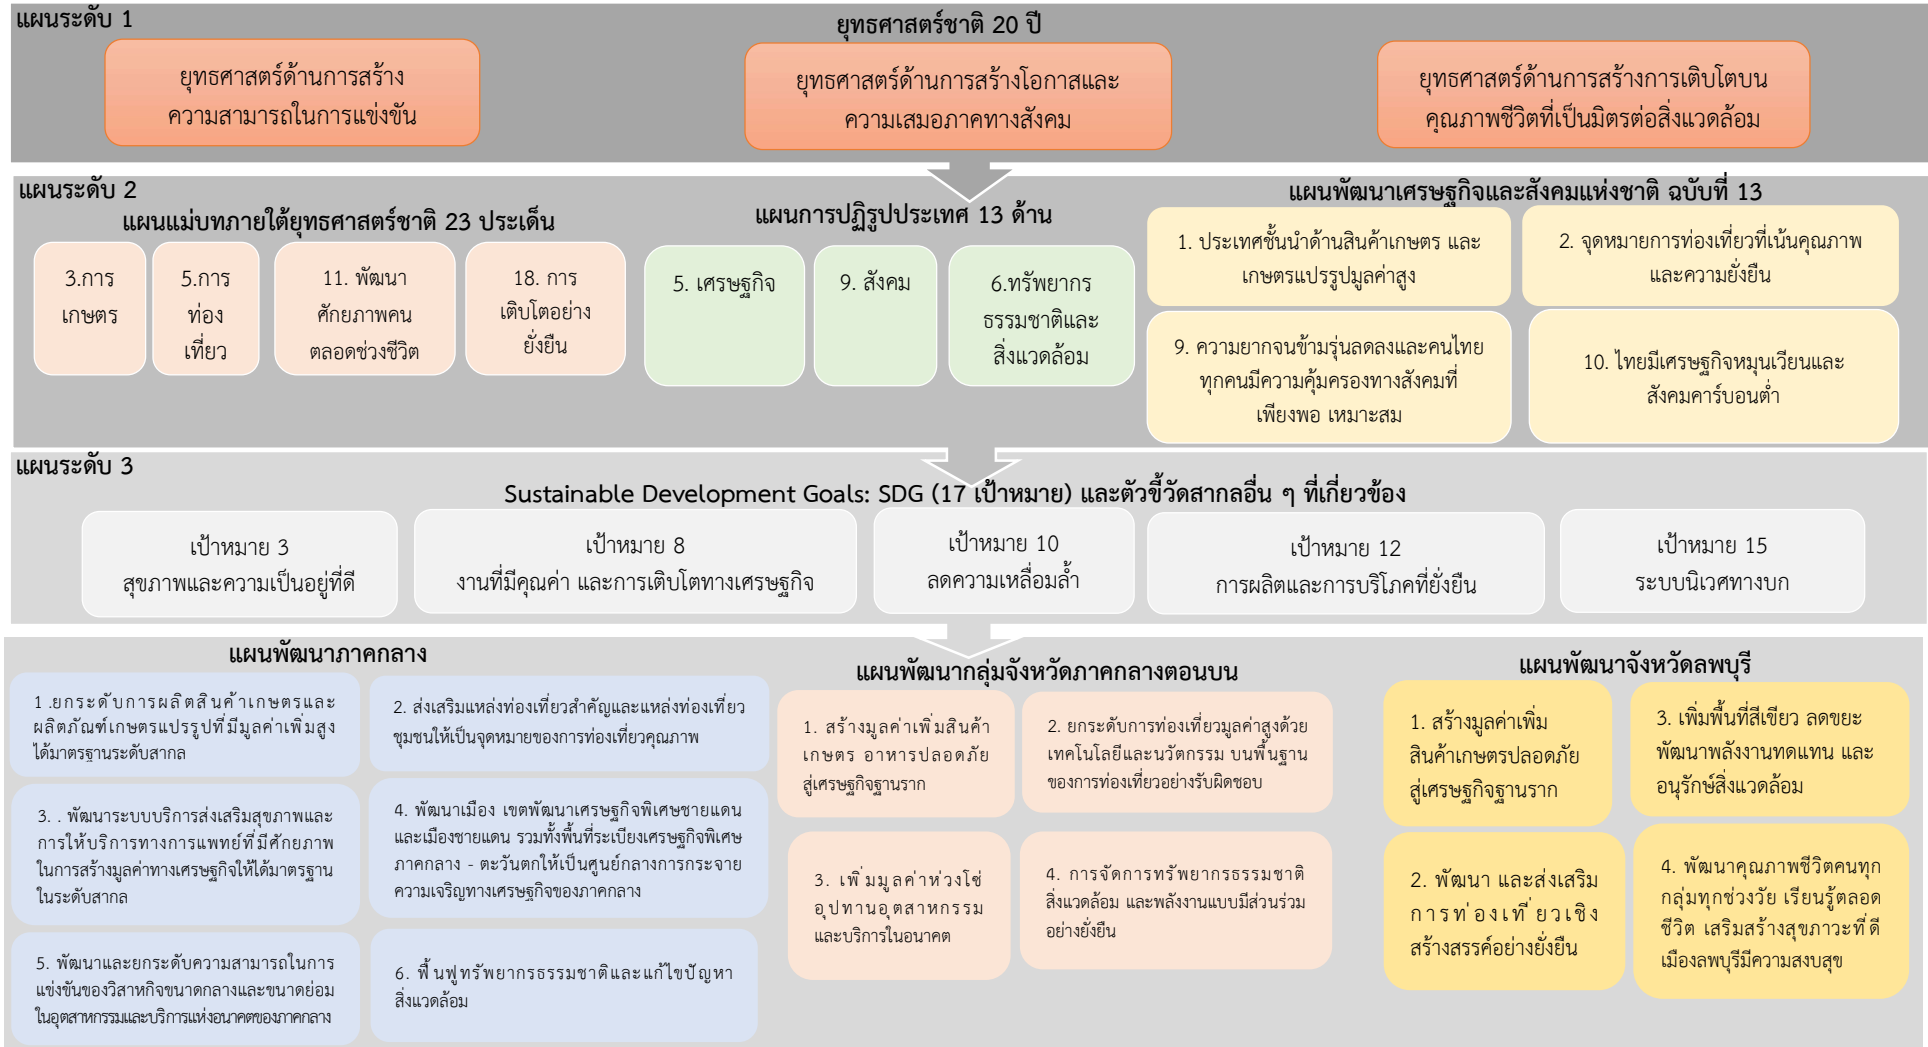 แผนระดับ 1
ยุทธศาสตร์ชาติ 20 ปี
ยุทธศาสตร์ด้านการสร้าง
ความสามารถในการแข่งขัน
ยุทธศาสตร์ด้านการสร้างโอกาสและ
ความเสมอภาคทางสังคม
ยุทธศาสตร์ด้านการสร้างการเติบโตบน
คุณภาพชีวิตที่เป็นมิตรต่อสิ่งแวดล้อม
แผนระดับ 2
แผนแม่บทภายใต้ยุทธศาสตร์ชาติ 23 ประเด็น
3.การ
เกษตร
5.การ
ท่อง
เที่ยว
11. พัฒนา
ศักยภาพคน
ตลอดช่วงชีวิต
18. การ
เติบโตอย่าง
ยั่งยืน
แผนการปฏิรูปประเทศ 13 ด้าน
5. เศรษฐกิจ
9. สังคม
6.ทรัพยากร
ธรรมชาติและ
สิ่งแวดล้อม
แผนพัฒนาเศรษฐกิจและสังคมแห่งชาติ ฉบับที่ 13
1. ประเทศชั้นนำด้านสินค้าเกษตร และ
เกษตรแปรรูปมูลค่าสูง
2. จุดหมายการท่องเที่ยวที่เน้นคุณภาพ
และความยั่งยืน
9. ความยากจนข้ามรุ่นลดลงและคนไทย
ทุกคนมีความคุ้มครองทางสังคมที่
เพียงพอ เหมาะสม
10. ไทยมีเศรษฐกิจหมุนเวียนและ
สังคมคาร์บอนต่ำ
แผนระดับ 3
Sustainable Development Goals: SDG (17 เป้าหมาย) และตัวชี้วัดสากลอื่น ๆ ที่เกี่ยวข้อง
เป้าหมาย 3
สุขภาพและความเป็นอยู่ที่ดี
เป้าหมาย 8
งานที่มีคุณค่า และการเติบโตทางเศรษฐกิจ
เป้าหมาย 10
ลดความเหลื่อมล้ำ
เป้าหมาย 12
การผลิตและการบริโภคที่ยั่งยืน
เป้าหมาย 15
ระบบนิเวศทางบก
แผนพัฒนาภาคกลาง
1 .ยกระดับการผลิตสินค้าเกษตรและ
ผลิตภัณฑ์เกษตรแปรรูปที่มีมูลค่าเพิ่มสูง
ได้มาตรฐานระดับสากล
2. ส่งเสริมแหล่งท่องเที่ยวสำคัญและแหล่งท่องเที่ยว
ชุมชนให้เป็นจุดหมายของการท่องเที่ยวคุณภาพ
3. . พัฒนาระบบบริการส่งเสริมสุขภาพและ
การให้บริการทางการแพทย์ที่มีศักยภาพ
ในการสร้างมูลค่าทางเศรษฐกิจให้ได้มาตรฐาน
ในระดับสากล
4. พัฒนาเมือง เขตพัฒนาเศรษฐกิจพิเศษชายแดน
และเมืองชายแดน รวมทั้งพื้นที่ระเบียงเศรษฐกิจพิเศษ
ภาคกลาง - ตะวันตกให้เป็นศูนย์กลางการกระจาย
ความเจริญทางเศรษฐกิจของภาคกลาง
5. พัฒนาและยกระดับความสามารถในการ
แข่งขันของวิสาหกิจขนาดกลางและขนาดย่อม
ในอุตสาหกรรมและบริการแห่งอนาคตของภาคกลาง
6. ฟื้นฟูทรัพยากรธรรมชาติและแก้ไขปัญหา
สิ่งแวดล้อม
แผนพัฒนากลุ่มจังหวัดภาคกลางตอนบน
1. สร้างมูลค่าเพิ่มสินค้า
เกษตร อาหารปลอดภัย
สู่เศรษฐกิจฐานราก
2. ยกระดับการท่องเที่ยวมูลค่าสูงด้วย
เทคโนโลยีและนวัตกรรม บนพื้นฐาน
ของการท่องเที่ยวอย่างรับผิดชอบ
3. เพิ่มมูลค่าห่วงโซ่
อุปทานอุตสาหกรรม
และบริการในอนาคต
4. การจัดการทรัพยากรธรรมชาติ
สิ่งแวดล้อม และพลังงานแบบมีส่วนร่วม
อย่างยั่งยืน
แผนพัฒนาจังหวัดลพบุรี
1. สร้างมูลค่าเพิ่ม
สินค้าเกษตรปลอดภัย
สู่เศรษฐกิจฐานราก
3. เพิ่มพื้นที่สีเขียว ลดขยะ
พัฒนาพลังงานทดแทน และ
อนุรักษ์สิ่งแวดล้อม
2. พัฒนา และส่งเสริม
การท่องเที่ยวเชิง
สร้างสรรค์อย่างยั่งยืน
4. พัฒนาคุณภาพชีวิตคนทุก
กลุ่มทุกช่วงวัย เรียนรู้ตลอด
ชีวิต เสริมสร้างสุขภาวะที่ดี
เมืองลพบุรีมีความสงบสุข